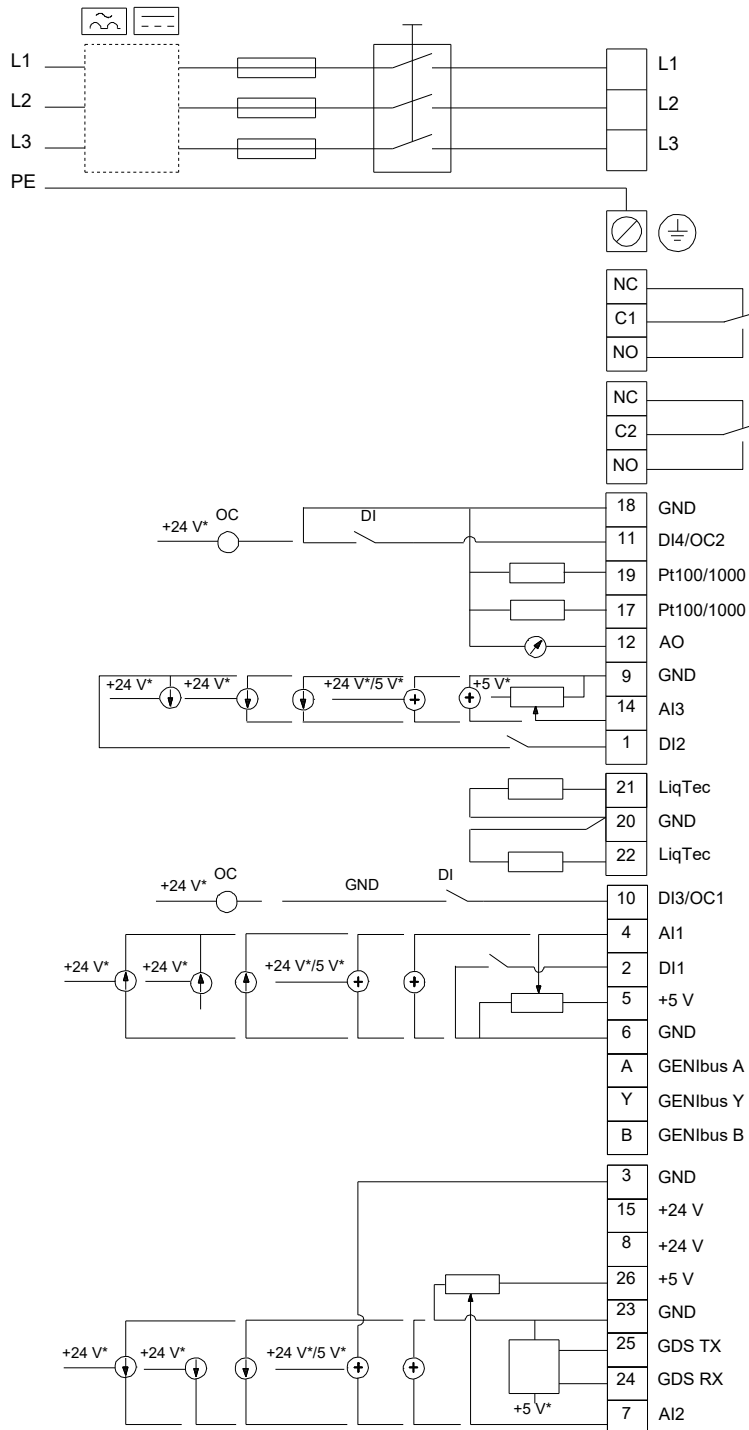 L1 L1
L2 L2
L3 L3
PE
NC
C1
NO
NC
C2
NO
18 GND
+24 V* OC DI 11 DI4/OC2
19 Pt100/1000
17 Pt100/1000
12 AO
9 GND
+24 V* +24 V* +24 V*/5 V* +5 V*
14 AI3
1 DI2
21 LiqTec
20 GND
22 LiqTec
+24 V* OC GND DI 10 DI3/OC1
4 AI1
+24 V* +24 V* +24 V*/5 V* 2 DI1
5 +5 V
6 GND
A GENIbus A
Y GENIbus Y
B GENIbus B
3 GND
15 +24 V
8 +24 V
26 +5 V
23 GND
25 GDS TX
+24 V* +24 V* +24 V*/5 V*
24 GDS RX
+5 V*
7 AI2